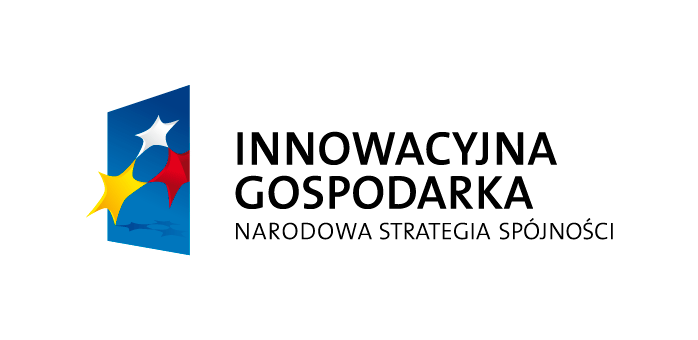 INNOWACYJNA
GOSPODARKA
NARODOWA STRATEGIA SPÓJNOŚCI